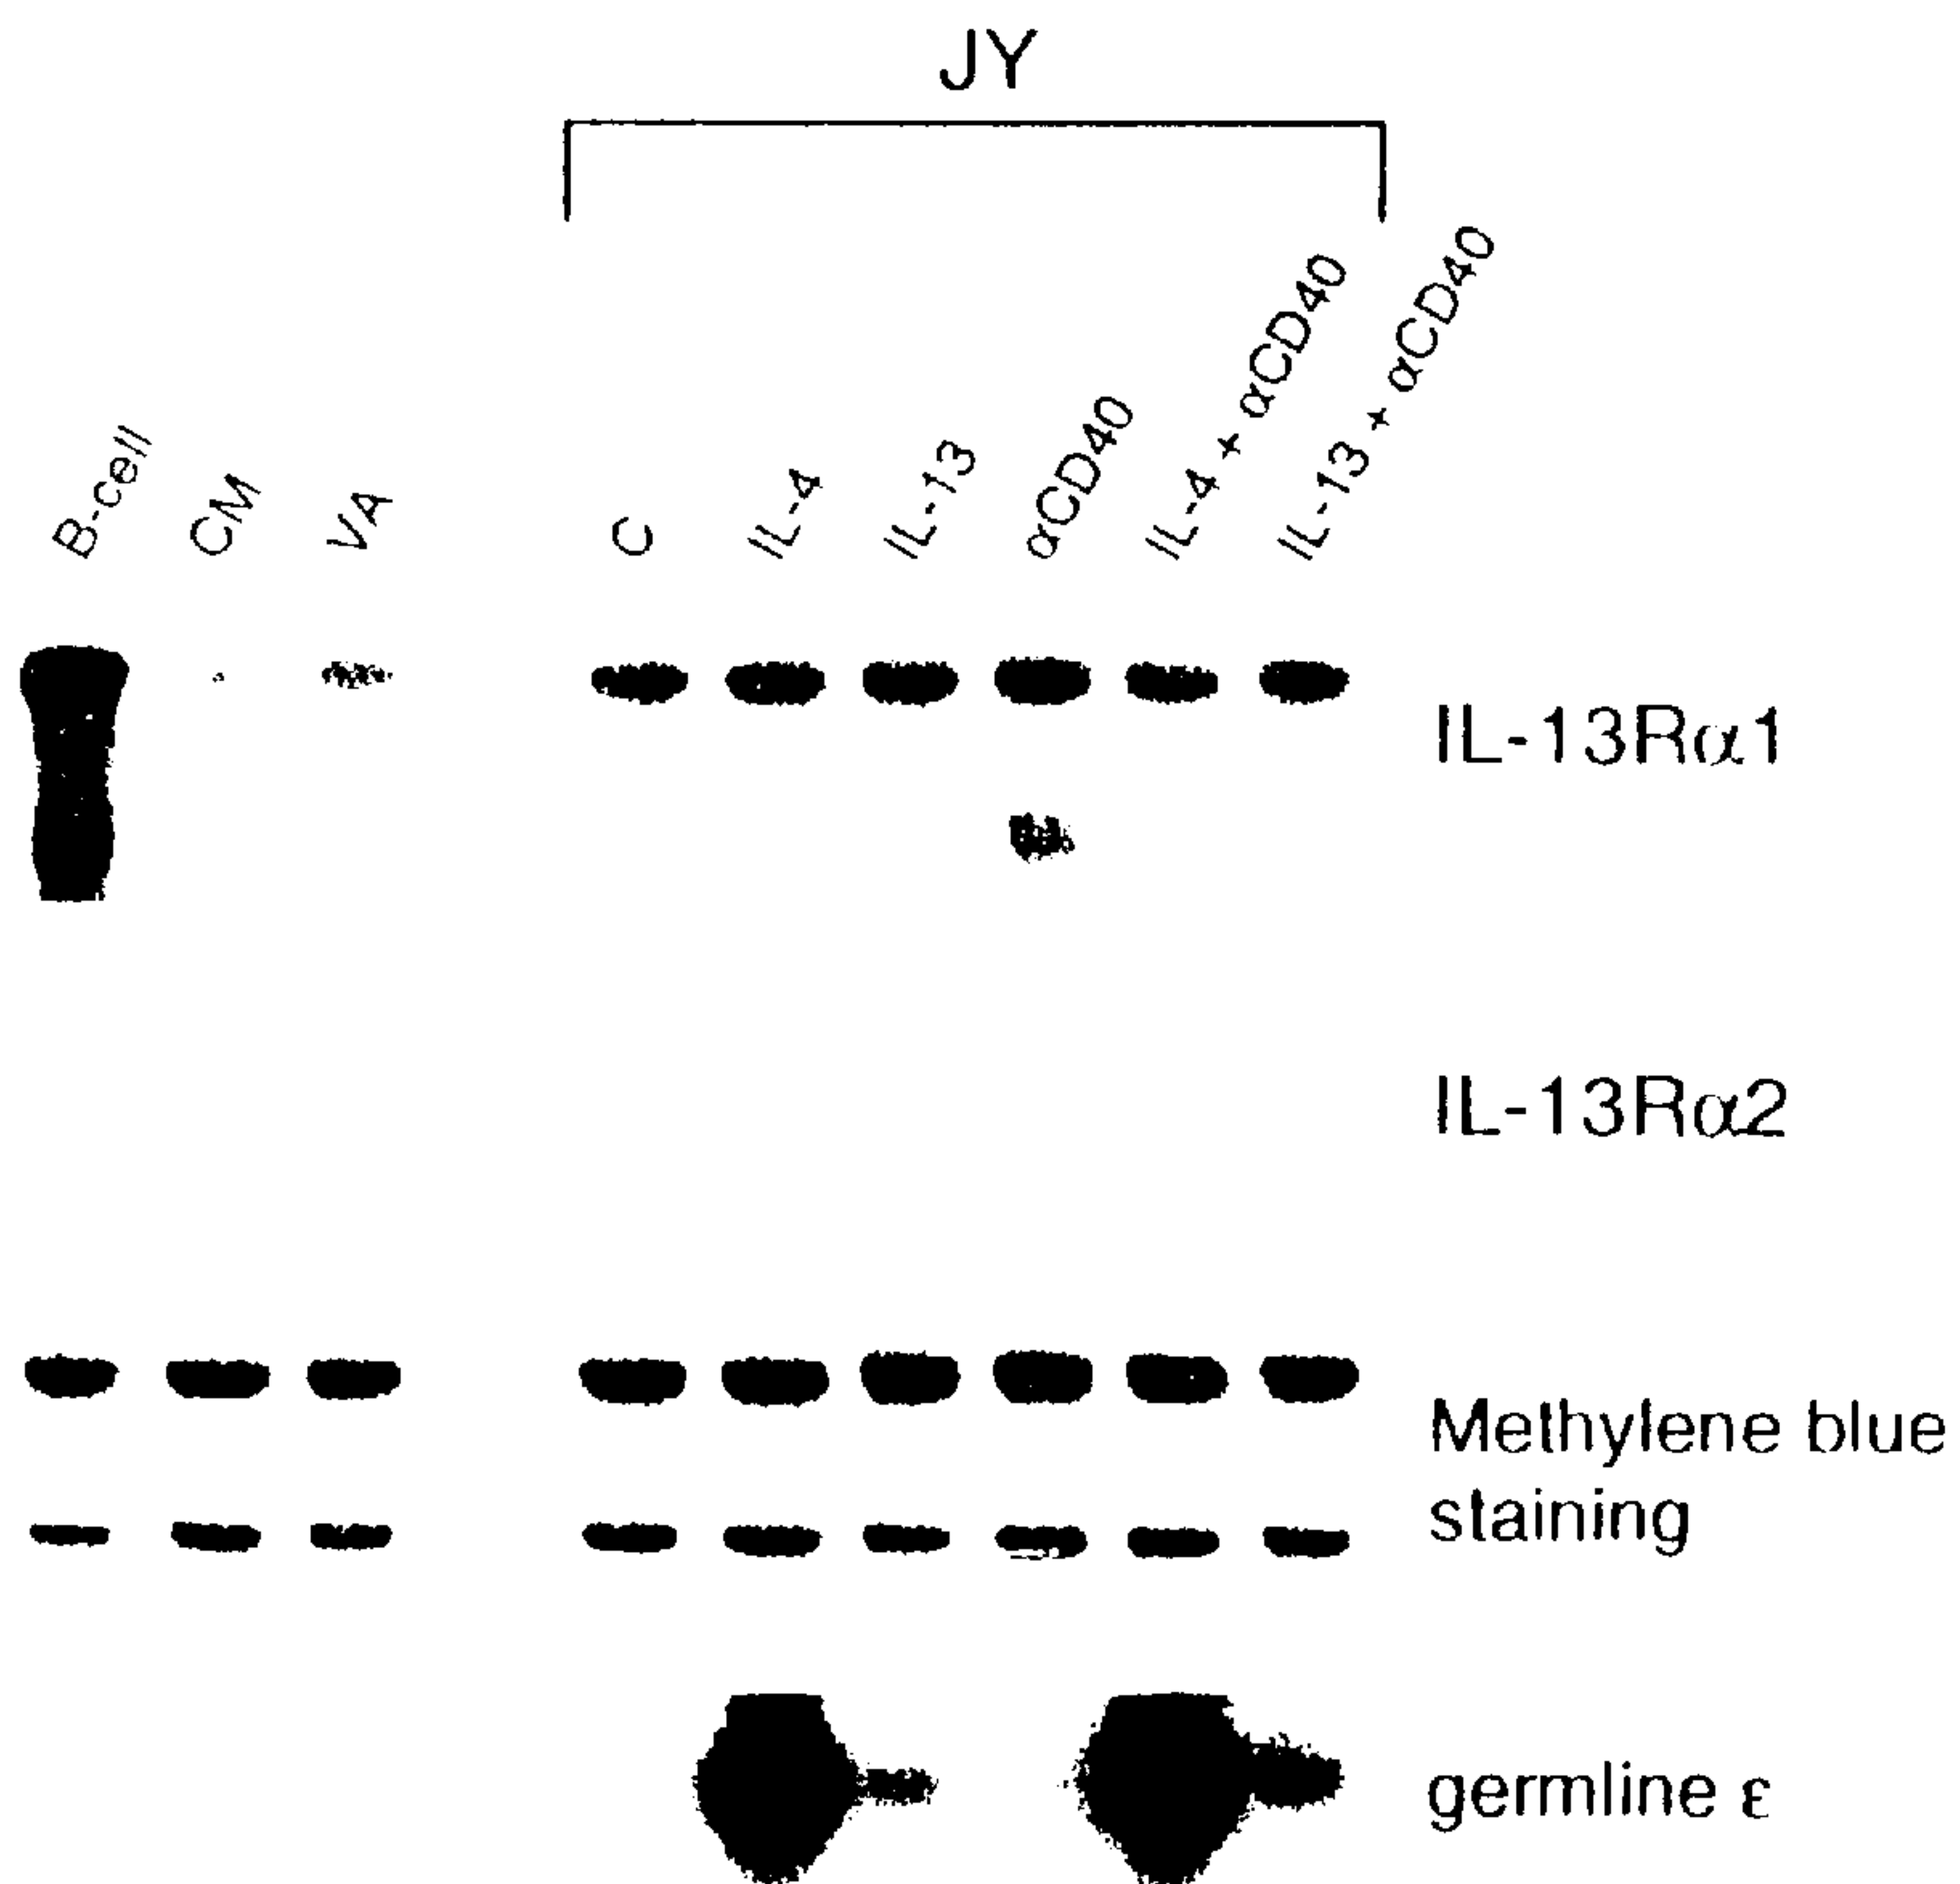 JY
B-cell
CM
VA
C
IL-4
IL-13
αCD40
IL-4 + αCD40
IL-13 + αCD40
IL-13Rα1
IL-13Rα2
Methylene blue
staining
germline ε